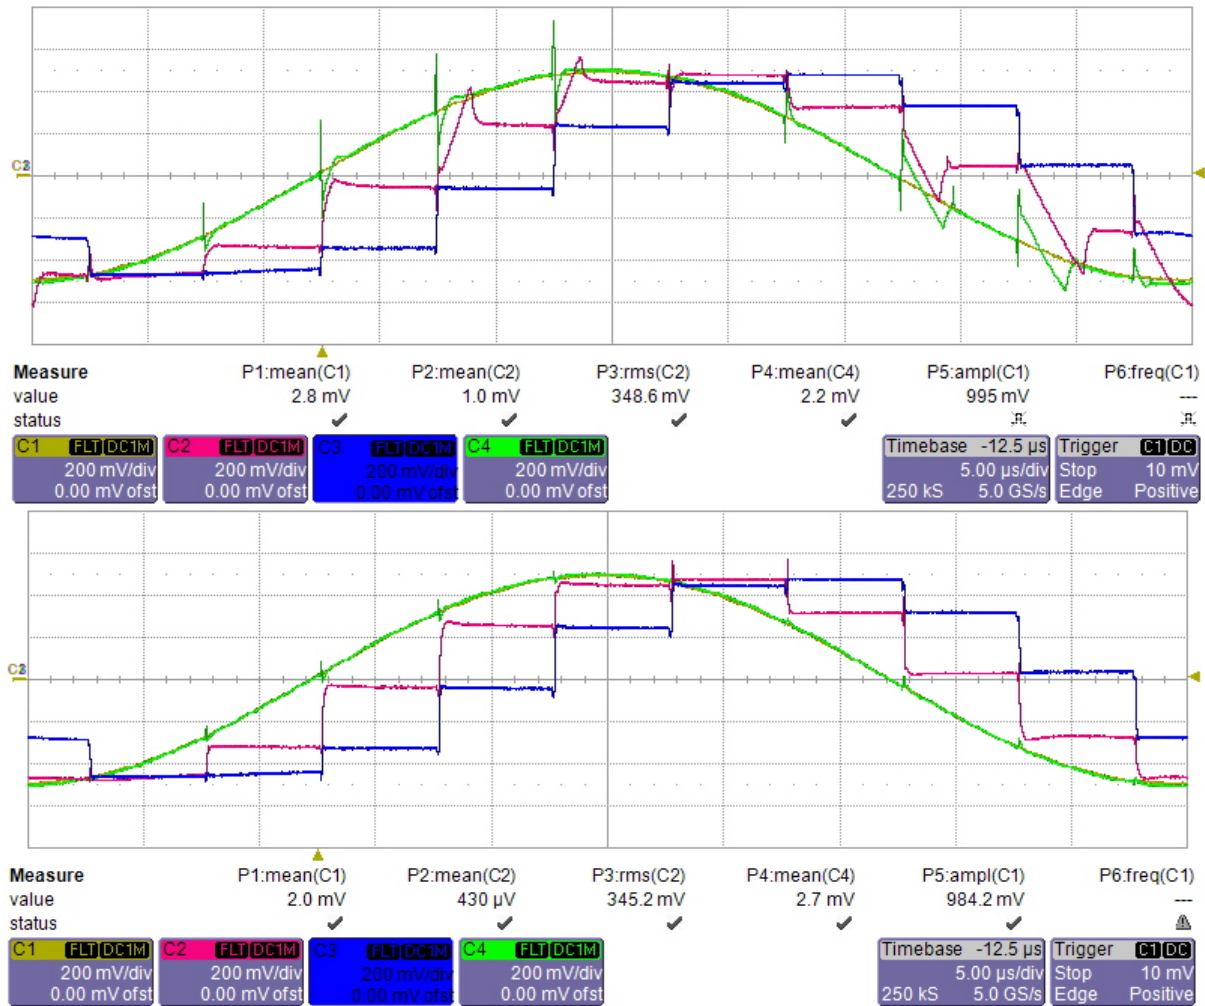 C3
Measure P1:mean(C1) P2:mean(C2) P3:rms(C2) P4:mean(C4) P5:ampl(C1) P6:freq(C1)
value 2.8 mV 1.0 mV 348.6 mV 2.2 mV 995 mV ---
status
C1 FLT DC1M C2 FLT DC1M C3 FLT DC1M C4 FLT DC1M Timebase -12.5 µs Trigger C1 DC
200 mV/div 200 mV/div 200 mV/div 200 mV/div 5.00 µs/div Stop 10 mV
0.00 mV ofst 0.00 mV ofst 0.00 mV ofst 0.00 mV ofst 250 kS 5.0 GS/s Edge Positive
C3
Measure P1:mean(C1) P2:mean(C2) P3:rms(C2) P4:mean(C4) P5:ampl(C1) P6:freq(C1)
value 2.0 mV 430 µV 345.2 mV 2.7 mV 984.2 mV ---
status
C1 FLT DC1M C2 FLT DC1M C3 FLT DC1M C4 FLT DC1M Timebase -12.5 µs Trigger C1 DC
200 mV/div 200 mV/div 200 mV/div 200 mV/div 5.00 µs/div Stop 10 mV
0.00 mV ofst 0.00 mV ofst 0.00 mV ofst 0.00 mV ofst 250 kS 5.0 GS/s Edge Positive